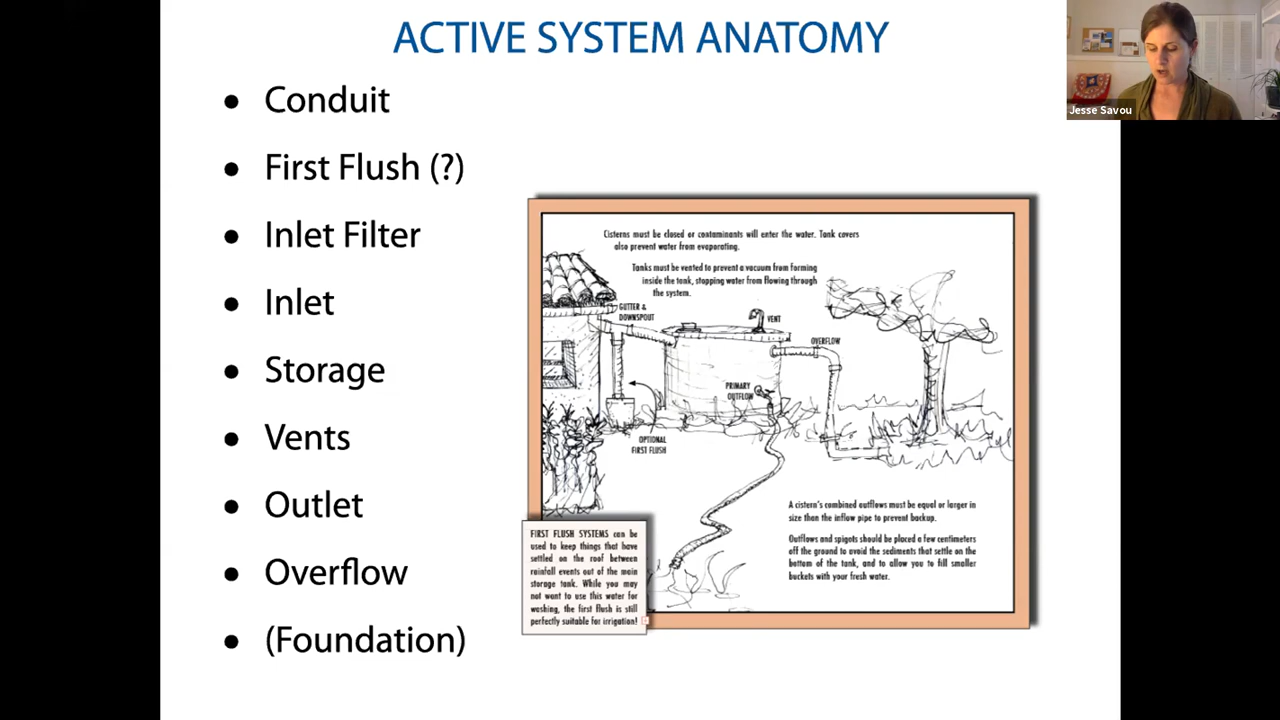 ACTIVE SYSTEM ANATOMY
Jesse Savou
• Conduit
• First Flush (?)
• Inlet Filter
• Inlet
• Storage
• Vents
• Outlet
• Overflow
• (Foundation)
Cisterns must be closed or contaminants will enter the water. Tank covers
also prevent water from evaporating.
Tanks must be vented to prevent a vacuum from forming
inside the tank, stopping water from flowing through
the system.
GUTTER &
DOWNSPOUT
VENT
OVERFLOW
PRIMARY
OUTFLOW
OPTIONAL
FIRST FLUSH
A cistern's combined outflows must be equal or larger in
size than the inflow pipe to prevent backup.
Outflows and spigots should be placed a few centimeters
off the ground to avoid the sediments that settle on the
bottom of the tank, and to allow you to fill smaller
buckets with your fresh water.
FIRST FLUSH SYSTEMS can be
used to keep things that have
settled on the roof between
rainfall events out of the main
storage tank. While you may
not want to use this water for
washing, the first flush is still
perfectly suitable for irrigation!